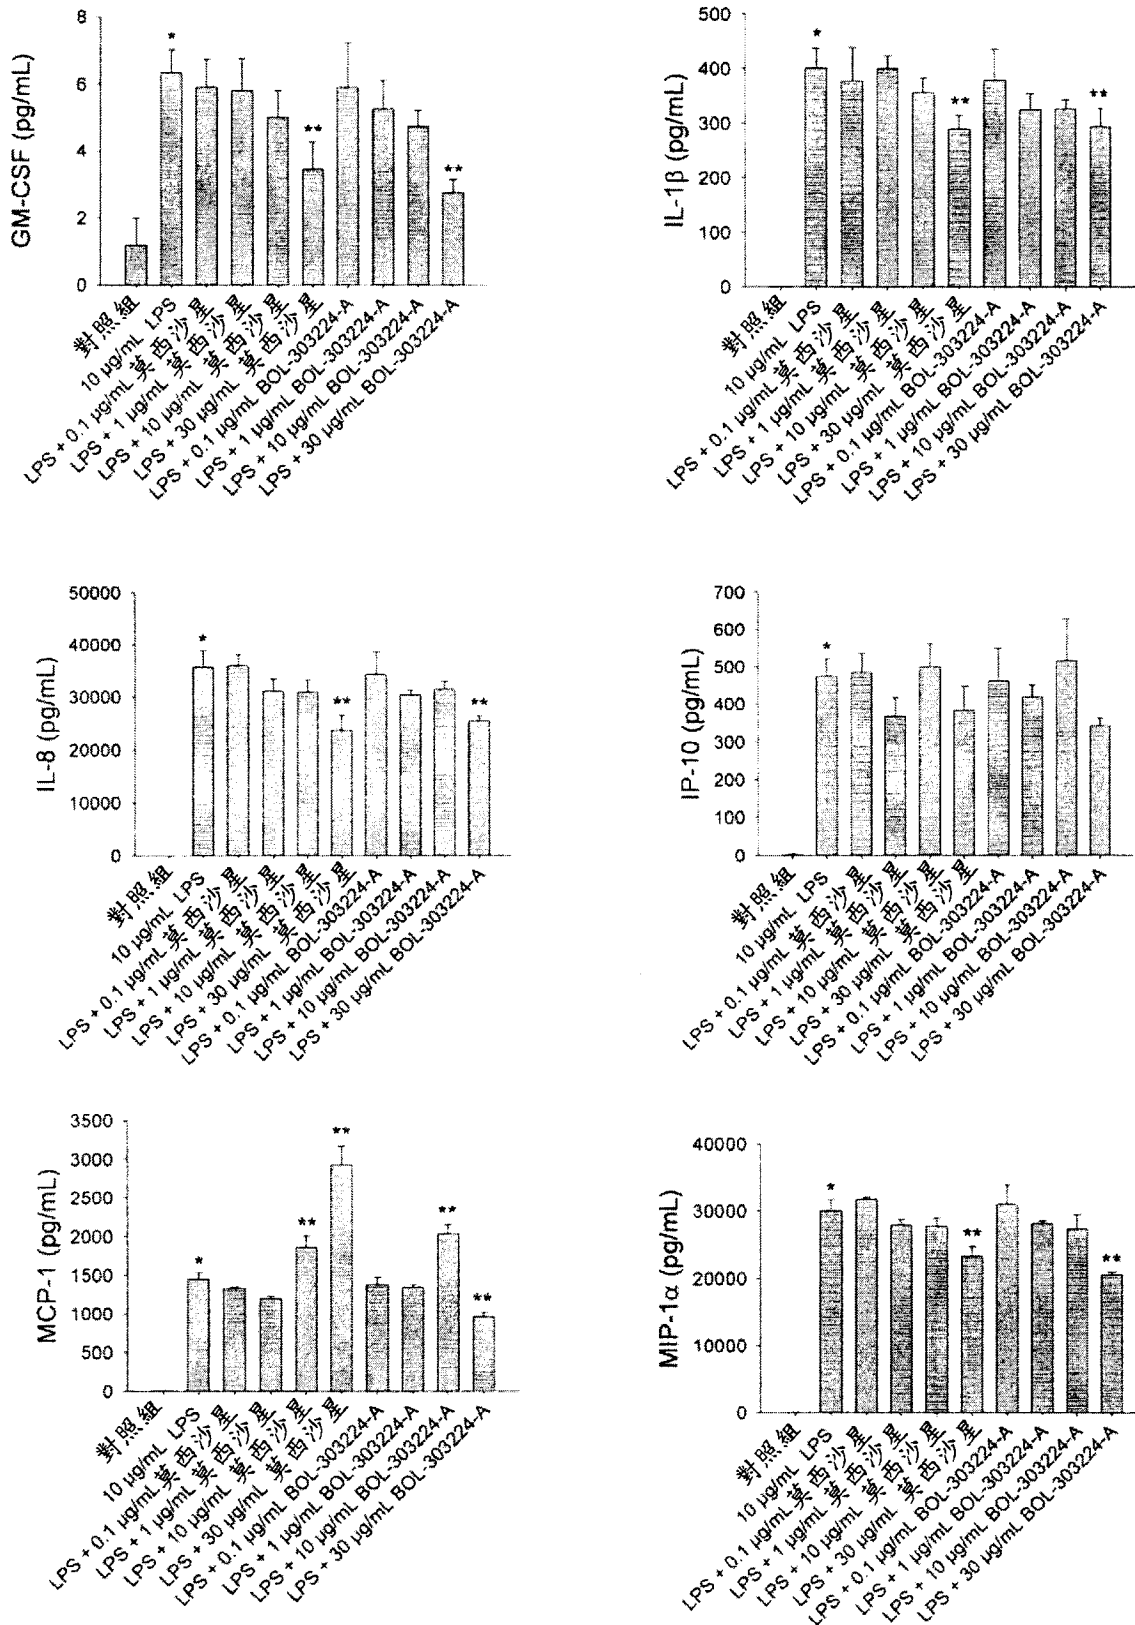 8
6
4
2
0
GM-CSF (pg/mL)
*
**
**
對照組
10 µg/mL LPS
LPS + 0.1 µg/mL 莫西沙星
LPS + 1 µg/mL 莫西沙星
LPS + 10 µg/mL 莫西沙星
LPS + 30 µg/mL 莫西沙星
LPS + 0.1 µg/mL BOL-303224-A
LPS + 1 µg/mL BOL-303224-A
LPS + 10 µg/mL BOL-303224-A
LPS + 30 µg/mL BOL-303224-A
500
400
300
200
100
0
IL-1β (pg/mL)
*
**
**
對照組
10 µg/mL LPS
LPS + 0.1 µg/mL 莫西沙星
LPS + 1 µg/mL 莫西沙星
LPS + 10 µg/mL 莫西沙星
LPS + 30 µg/mL 莫西沙星
LPS + 0.1 µg/mL BOL-303224-A
LPS + 1 µg/mL BOL-303224-A
LPS + 10 µg/mL BOL-303224-A
LPS + 30 µg/mL BOL-303224-A
50000
40000
30000
20000
10000
0
IL-8 (pg/mL)
*
**
**
對照組
10 µg/mL LPS
LPS + 0.1 µg/mL 莫西沙星
LPS + 1 µg/mL 莫西沙星
LPS + 10 µg/mL 莫西沙星
LPS + 30 µg/mL 莫西沙星
LPS + 0.1 µg/mL BOL-303224-A
LPS + 1 µg/mL BOL-303224-A
LPS + 10 µg/mL BOL-303224-A
LPS + 30 µg/mL BOL-303224-A
700
600
500
400
300
200
100
0
IP-10 (pg/mL)
*
對照組
10 µg/mL LPS
LPS + 0.1 µg/mL 莫西沙星
LPS + 1 µg/mL 莫西沙星
LPS + 10 µg/mL 莫西沙星
LPS + 30 µg/mL 莫西沙星
LPS + 0.1 µg/mL BOL-303224-A
LPS + 1 µg/mL BOL-303224-A
LPS + 10 µg/mL BOL-303224-A
LPS + 30 µg/mL BOL-303224-A
3500
3000
2500
2000
1500
1000
500
0
MCP-1 (pg/mL)
*
**
**
**
**
對照組
10 µg/mL LPS
LPS + 0.1 µg/mL 莫西沙星
LPS + 1 µg/mL 莫西沙星
LPS + 10 µg/mL 莫西沙星
LPS + 30 µg/mL 莫西沙星
LPS + 0.1 µg/mL BOL-303224-A
LPS + 1 µg/mL BOL-303224-A
LPS + 10 µg/mL BOL-303224-A
LPS + 30 µg/mL BOL-303224-A
40000
30000
20000
10000
0
MIP-1α (pg/mL)
*
**
**
對照組
10 µg/mL LPS
LPS + 0.1 µg/mL 莫西沙星
LPS + 1 µg/mL 莫西沙星
LPS + 10 µg/mL 莫西沙星
LPS + 30 µg/mL 莫西沙星
LPS + 0.1 µg/mL BOL-303224-A
LPS + 1 µg/mL BOL-303224-A
LPS + 10 µg/mL BOL-303224-A
LPS + 30 µg/mL BOL-303224-A